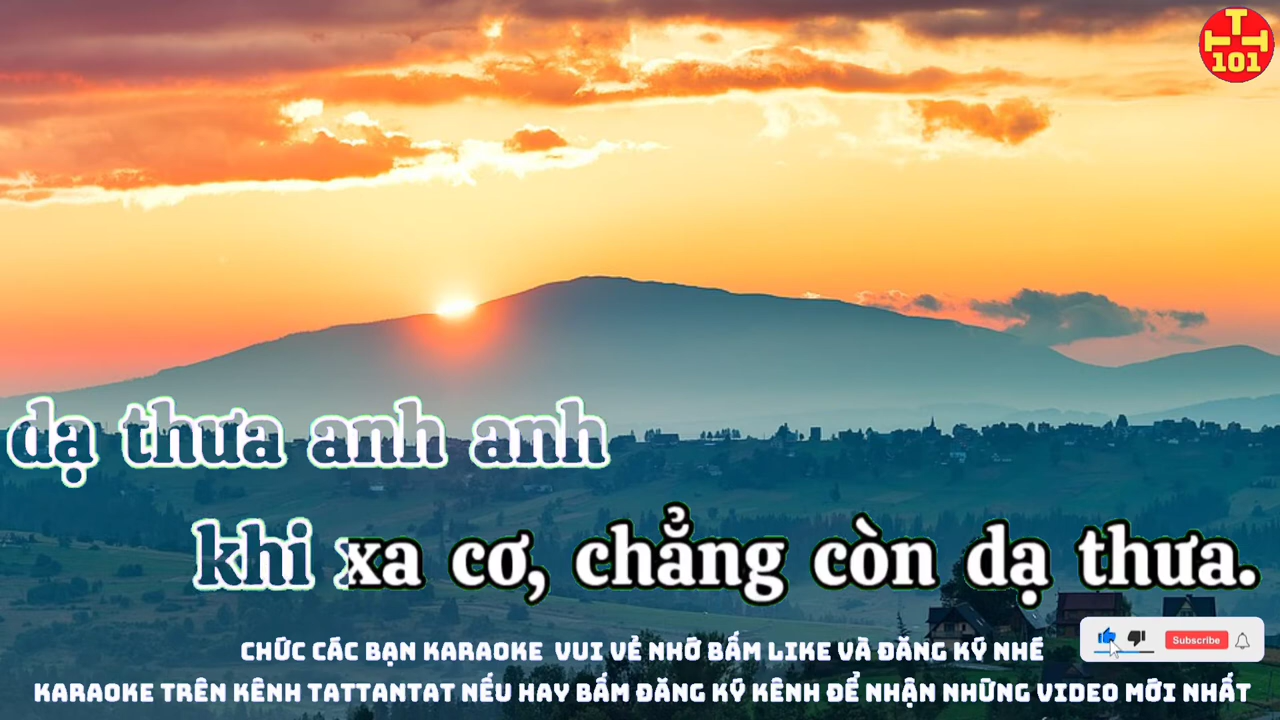 T
TH
101
dạ thưa anh anh
khi xa cơ, chẳng còn dạ thưa.
CHỨC CÁC BẠN KARAOKE VUI VẺ NHỚ BẤM LIKE VÀ ĐĂNG KÝ NHÉ
Subscribe
KARAOKE TRÊN KÊNH TATTANTAT NẾU HAY BẤM ĐĂNG KÝ KÊNH ĐỂ NHẬN NHỮNG VIDEO MỚI NHẤT